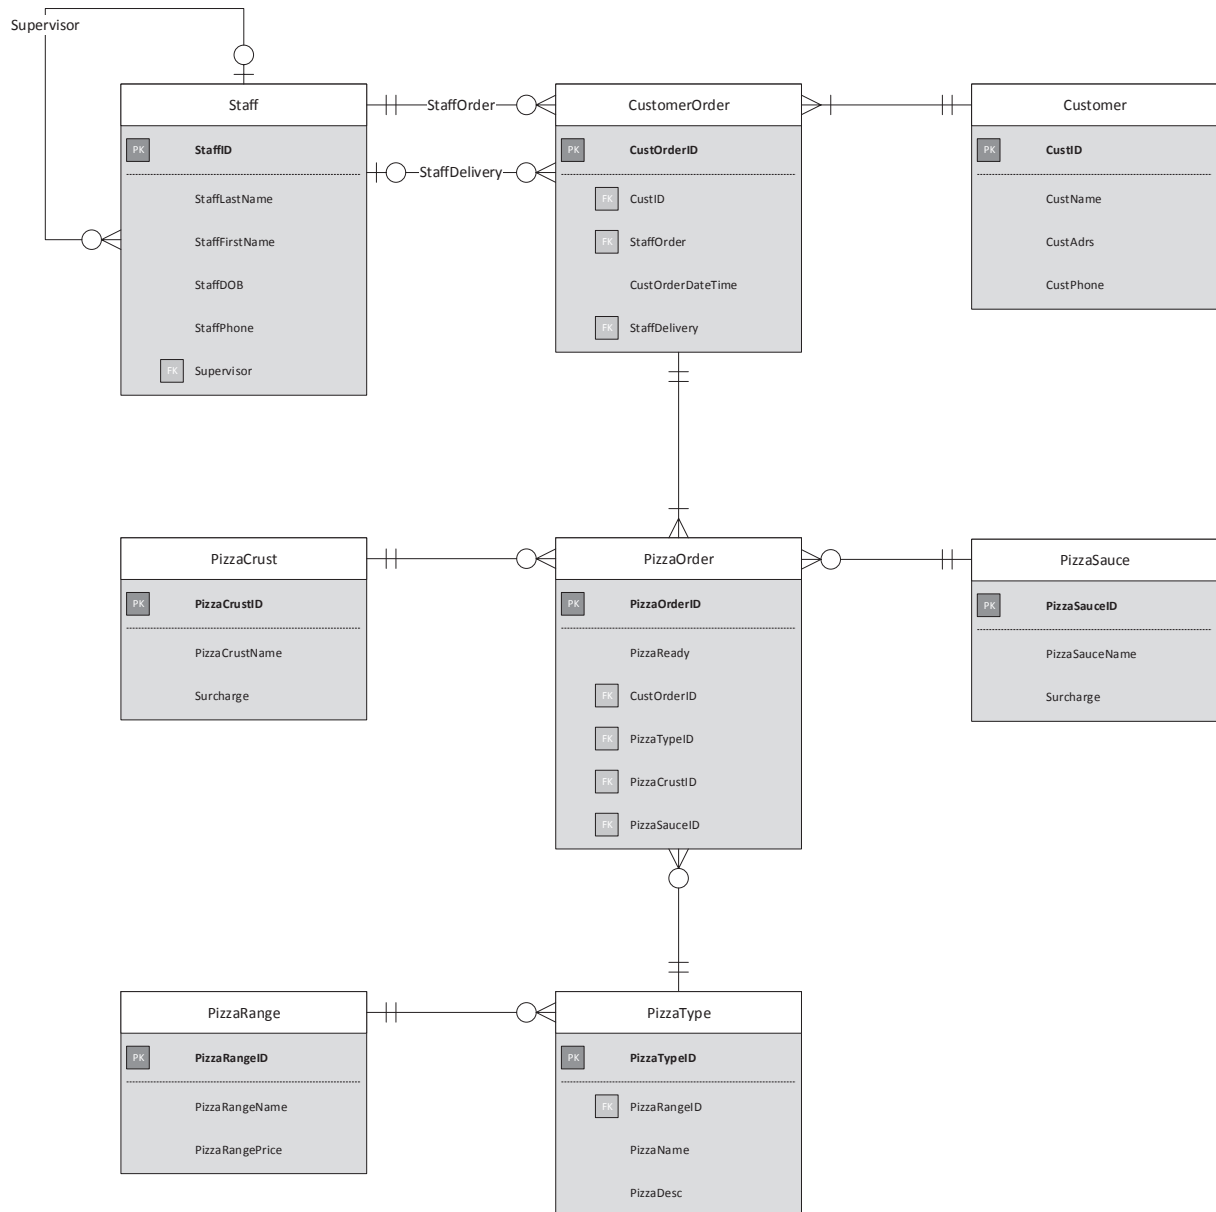 Supervisor
Staff
PK StaffID
StaffLastName
StaffFirstName
StaffDOB
StaffPhone
FK Supervisor
StaffOrder
StaffDelivery
CustomerOrder
PK CustOrderID
FK CustID
FK StaffOrder
CustOrderDateTime
FK StaffDelivery
Customer
PK CustID
CustName
CustAdrs
CustPhone
PizzaCrust
PK PizzaCrustID
PizzaCrustName
Surcharge
PizzaOrder
PK PizzaOrderID
PizzaReady
FK CustOrderID
FK PizzaTypeID
FK PizzaCrustID
FK PizzaSauceID
PizzaSauce
PK PizzaSauceID
PizzaSauceName
Surcharge
PizzaRange
PK PizzaRangeID
PizzaRangeName
PizzaRangePrice
PizzaType
PK PizzaTypeID
FK PizzaRangeID
PizzaName
PizzaDesc